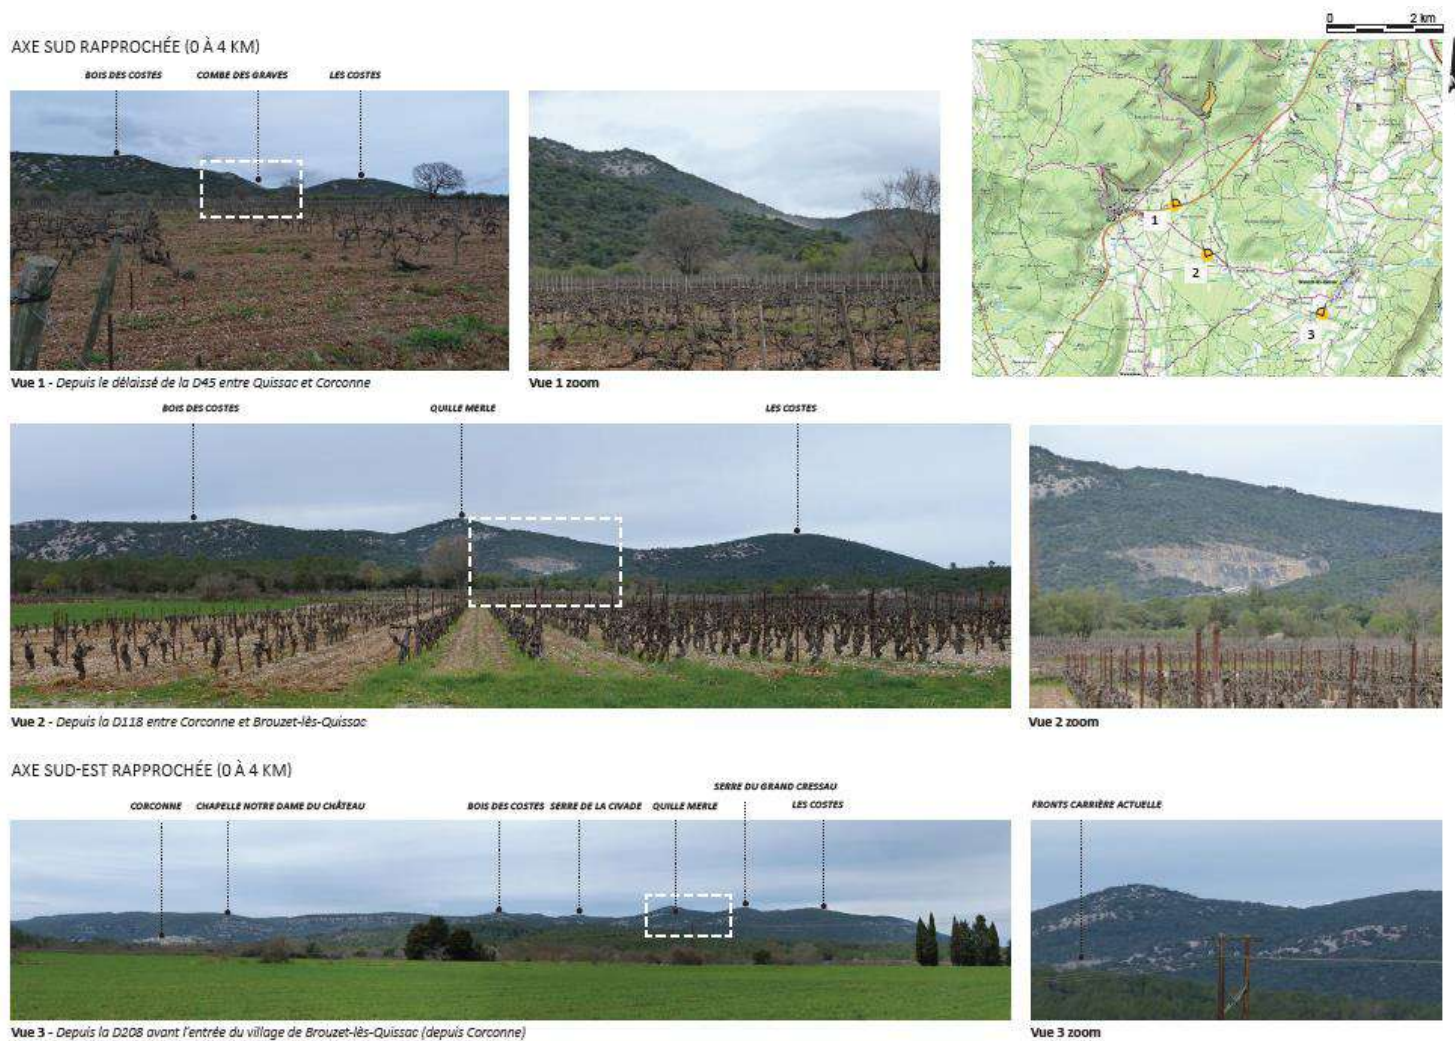 0 2 km
AXE SUD RAPPROCHÉE (0 À 4 KM)
BOIS DES COSTES COMBE DES GRAVES LES COSTES
1
2
3
Vue 1 - Depuis le délaissé de la D45 entre Quissac et Corconne
Vue 1 zoom
BOIS DES COSTES QUILLE MERLE LES COSTES
Vue 2 - Depuis la D118 entre Corconne et Brouzet-lès-Quissac
Vue 2 zoom
AXE SUD-EST RAPPROCHÉE (0 À 4 KM)
SERRE DU GRAND CRESSAU
CORCONNE CHAPELLE NOTRE DAME DU CHÂTEAU BOIS DES COSTES SERRE DE LA CIVADE QUILLE MERLE LES COSTES FRONTS CARRIÈRE ACTUELLE
Vue 3 - Depuis la D208 avant l'entrée du village de Brouzet-lès-Quissac (depuis Corconne)
Vue 3 zoom